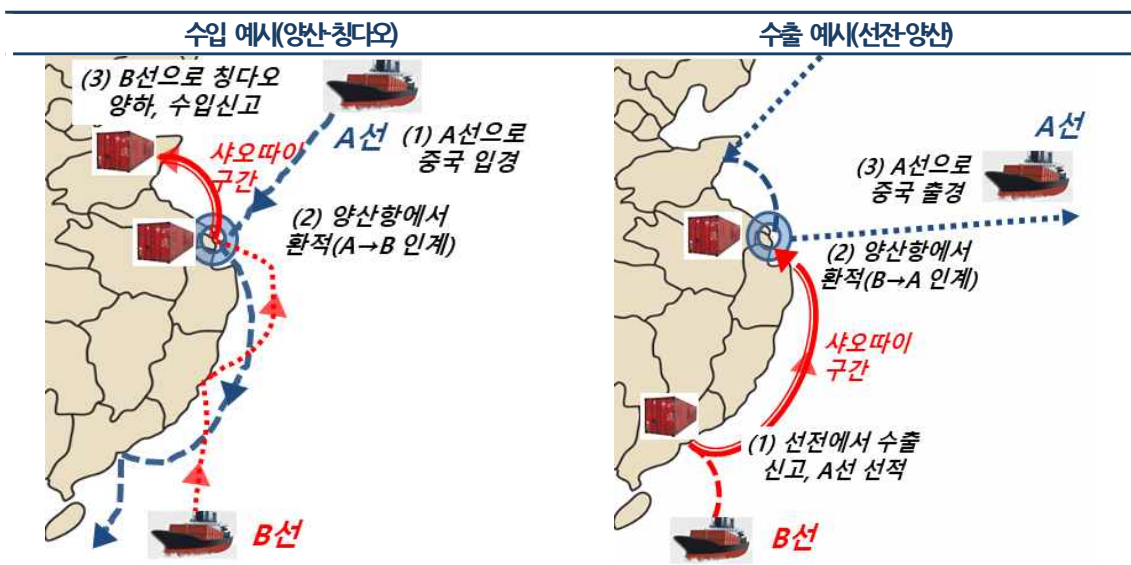 수입 예시(양산-칭다오)
(3) B선으로 칭다오
양하, 수입신고
A선
(1) A선으로
중국 입경
샤오따이
구간
(2) 양산항에서
환적(A→B 인계)
B선
수출 예시(선전-양산)
A선
(3) A선으로
중국 출경
(2) 양산항에서
환적(B→A 인계)
샤오따이
구간
(1) 선전에서 수출
신고, A선 선적
B선